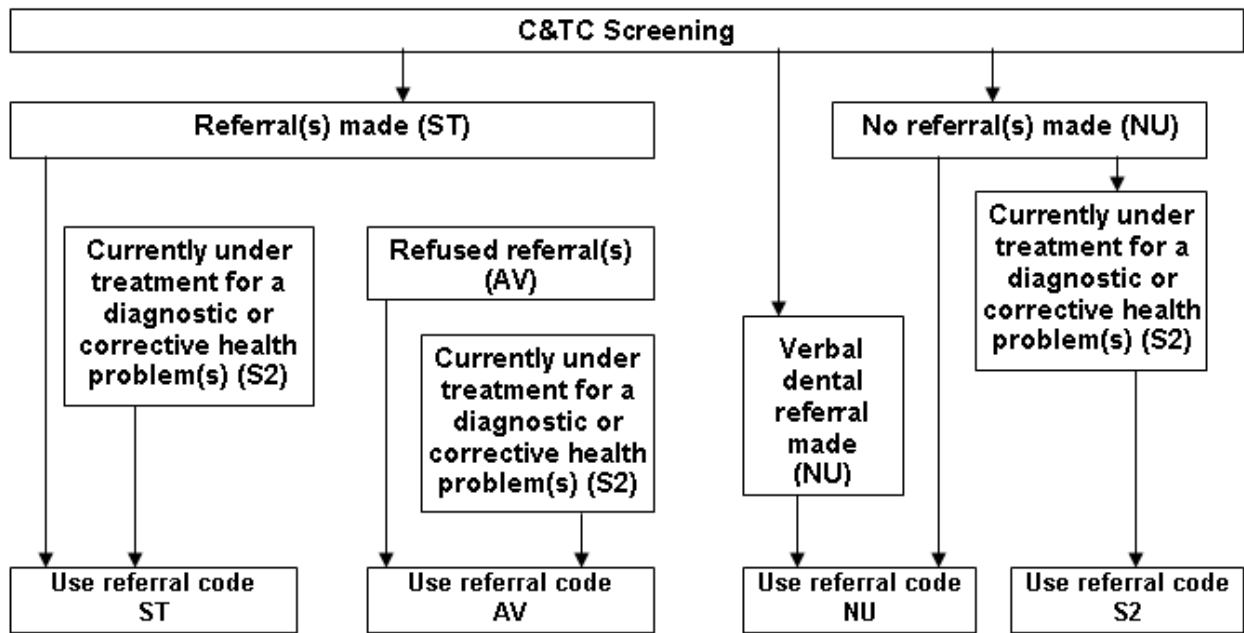 C&TC Screening
Referral(s) made (ST)
No referral(s) made (NU)
Currently under
treatment for a
diagnostic or
corrective health
problem(s) (S2)
Refused referral(s)
(AV)
Currently under
treatment for a
diagnostic or
corrective health
problem(s) (S2)
Verbal
dental
referral
made
(NU)
Currently under
treatment for a
diagnostic or
corrective health
problem(s) (S2)
Use referral code
ST
Use referral code
AV
Use referral code
NU
Use referral code
S2